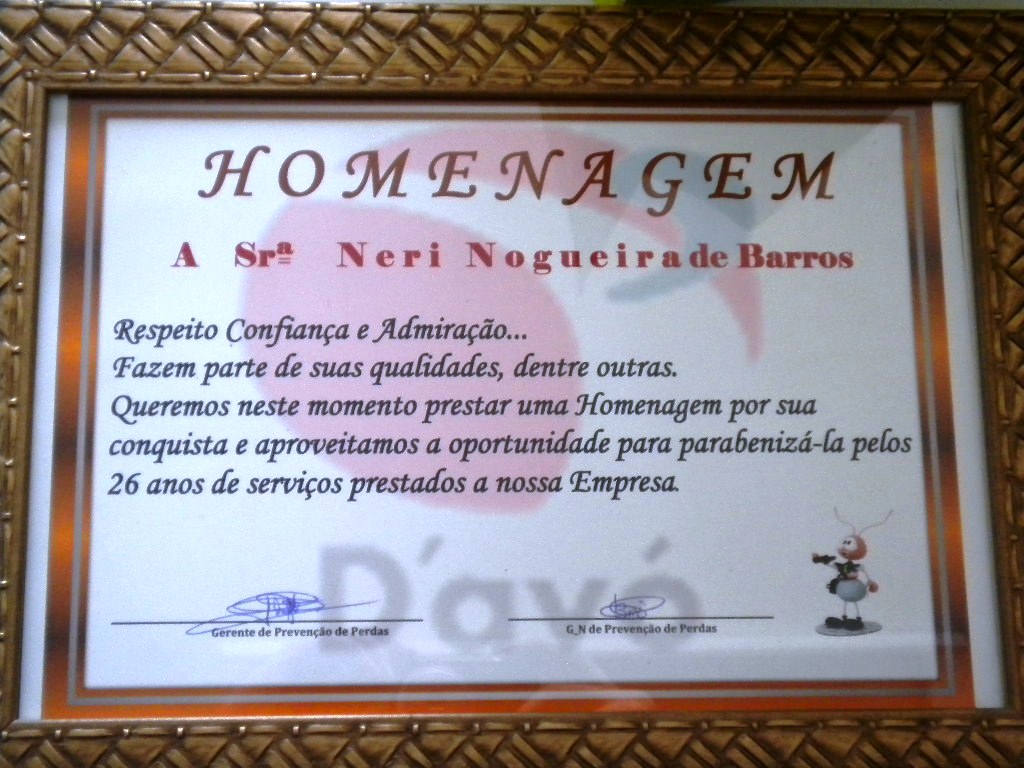 HOMENAGEM
A Srª Neri Nogueira de Barros
Respeito Confiança e Admiração...
Fazem parte de suas qualidades, dentre outras.
Queremos neste momento prestar uma Homenagem por sua
conquista e aproveitamos a oportunidade para parabenizá-la pelos
26 anos de serviços prestados a nossa Empresa.
D'avó
Gerente de Prevenção de Perdas
G_N de Prevenção de Perdas